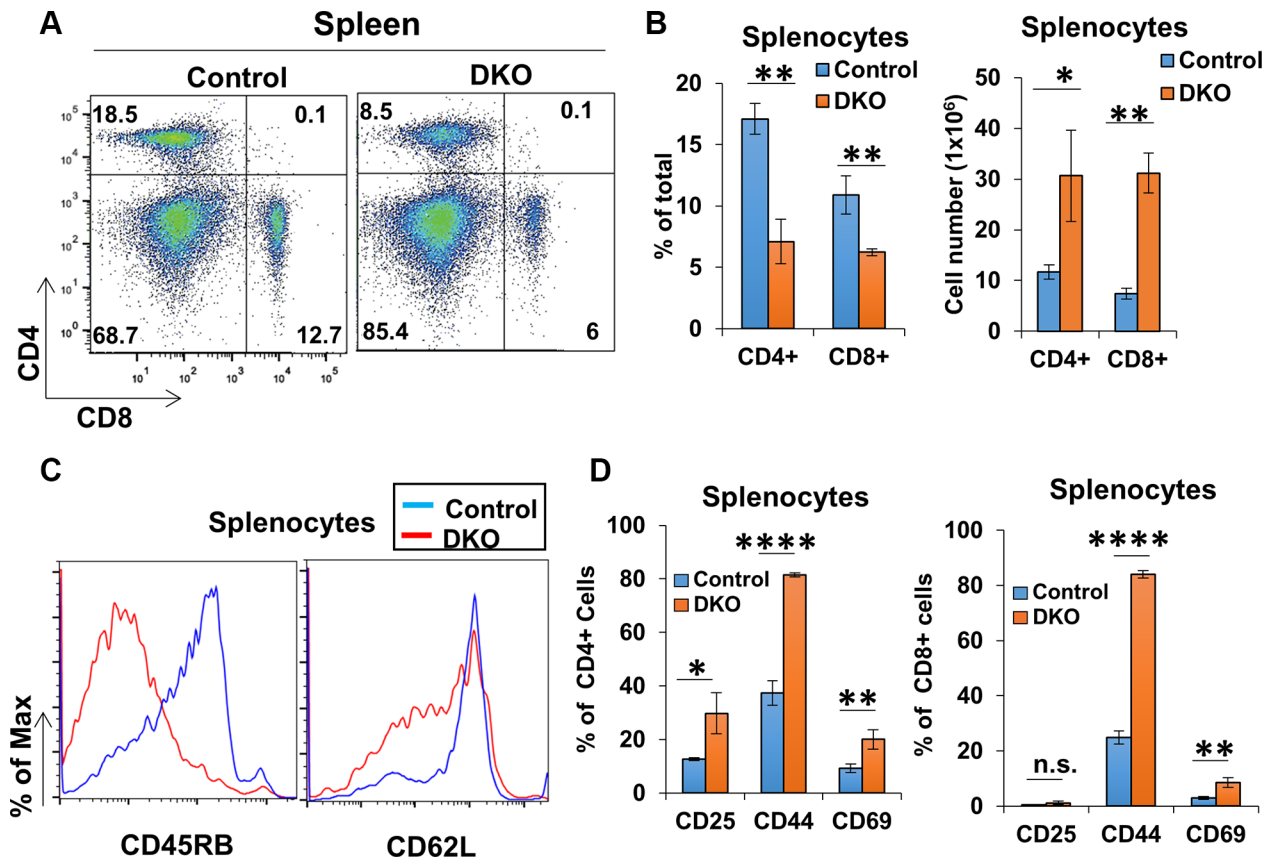 A
Spleen
Control
DKO
18.5
0.1
8.5
0.1
68.7
12.7
85.4
6
10⁵
10⁴
10³
10²
10¹
10⁰
10¹
10²
10³
10⁴
10⁵
CD4
CD8
B
Splenocytes
Control
DKO
**
**
20
15
10
5
0
% of total
CD4+
CD8+
Splenocytes
Control
DKO
*
**
50
40
30
20
10
0
Cell number (1x10⁶)
CD4+
CD8+
C
Splenocytes
Control
DKO
% of Max
CD45RB
CD62L
D
Splenocytes
100
80
60
40
20
0
% of CD4+ Cells
Control
DKO
*
****
**
CD25
CD44
CD69
Splenocytes
100
80
60
40
20
0
% of CD8+ cells
Control
DKO
n.s.
****
**
CD25
CD44
CD69